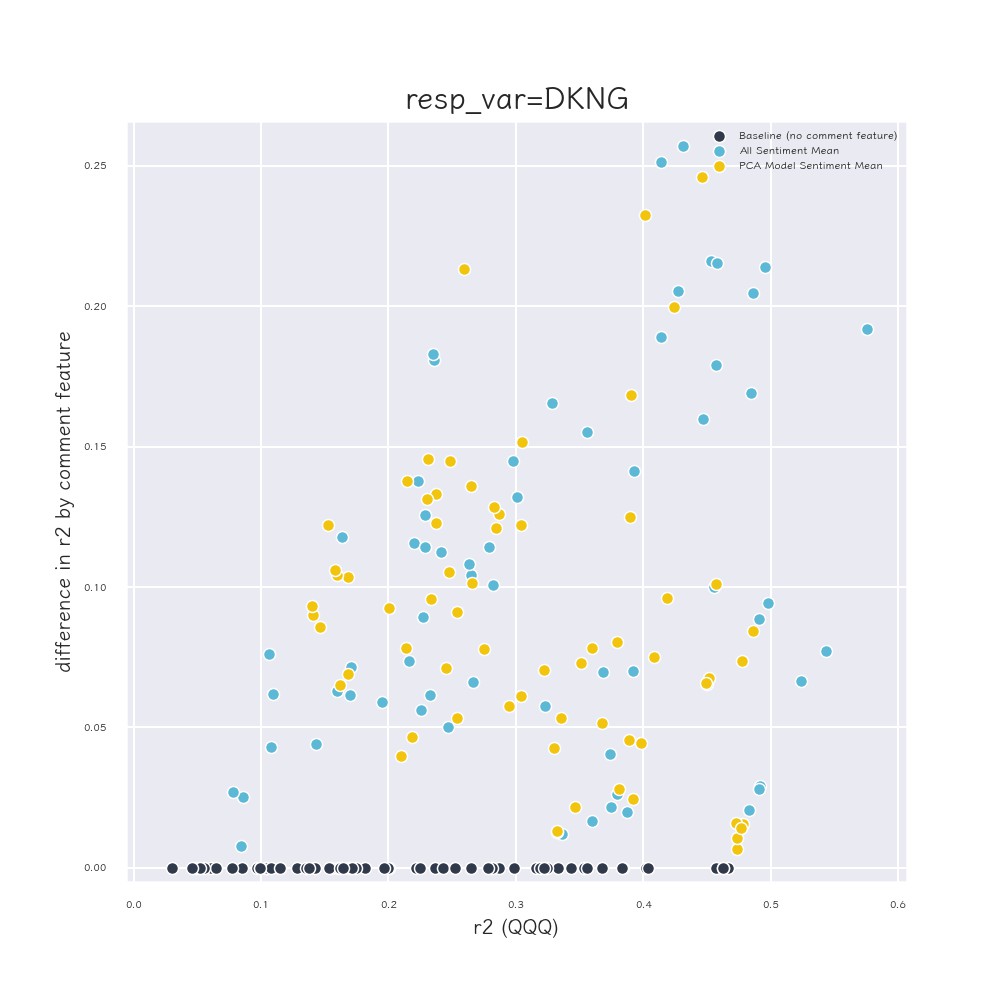 resp_var=DKNG
Baseline (no comment feature)
All Sentiment Mean
PCA Model Sentiment Mean
difference in r2 by comment feature
0.25
0.20
0.15
0.10
0.05
0.00
0.0 0.1 0.2 0.3 0.4 0.5 0.6
r2 (QQQ)